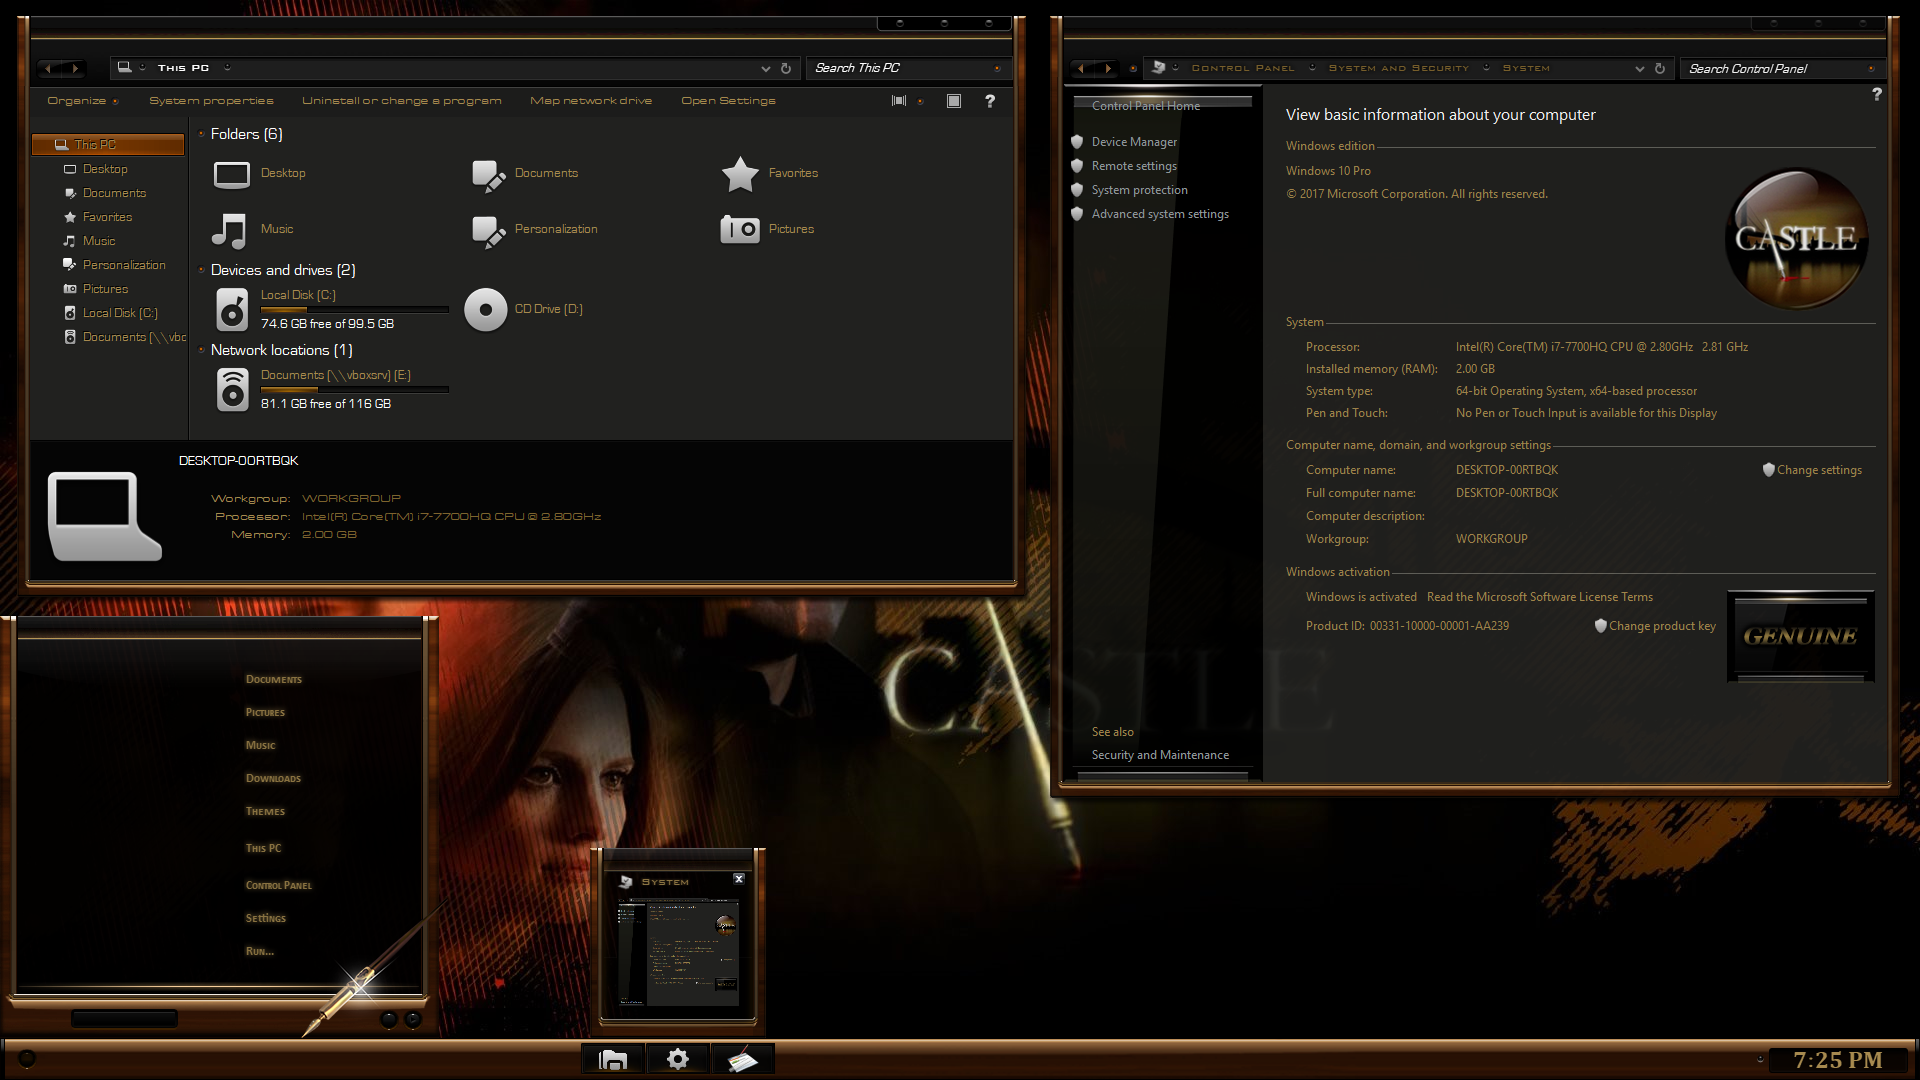 This PC
Search This PC
Organize
System properties
Uninstall or change a program
Map network drive
Open Settings
?
This PC
Desktop
Documents
Favorites
Music
Personalization
Pictures
Local Disk (C:)
Documents (\\vbo
Folders (6)
Desktop
Documents
Favorites
Music
Personalization
Pictures
Devices and drives (2)
Local Disk (C:)
74.6 GB free of 99.5 GB
CD Drive (D:)
Network locations (1)
Documents (\\vboxsrv) (E:)
81.1 GB free of 116 GB
DESKTOP-00RTBQK
Workgroup: WORKGROUP
Processor: Intel(R) Core(TM) i7-7700HQ CPU @ 2.80GHz
Memory: 2.00 GB
Control Panel
System and Security
System
Search Control Panel
?
Control Panel Home
Device Manager
Remote settings
System protection
Advanced system settings
See also
Security and Maintenance
View basic information about your computer
Windows edition
Windows 10 Pro
© 2017 Microsoft Corporation. All rights reserved.
CASTLE
System
Processor: Intel(R) Core(TM) i7-7700HQ CPU @ 2.80GHz 2.81 GHz
Installed memory (RAM): 2.00 GB
System type: 64-bit Operating System, x64-based processor
Pen and Touch: No Pen or Touch Input is available for this Display
Computer name, domain, and workgroup settings
Computer name: DESKTOP-00RTBQK
Change settings
Full computer name: DESKTOP-00RTBQK
Computer description:
Workgroup: WORKGROUP
Windows activation
Windows is activated Read the Microsoft Software License Terms
Product ID: 00331-10000-00001-AA239
Change product key
GENUINE
CASTLE
Documents
Pictures
Music
Downloads
Themes
This PC
Control Panel
Settings
Run...
System
7:25 PM